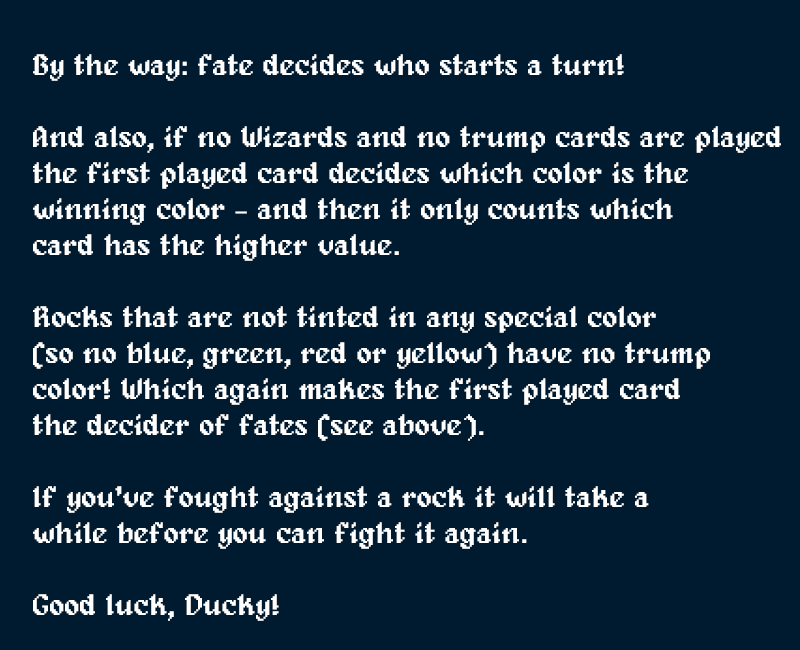 By the way: fate decides who starts a turn!
And also, if no Wizards and no trump cards are played
the first played card decides which color is the
winning color – and then it only counts which
card has the higher value.
Rocks that are not tinted in any special color
(so no blue, green, red or yellow) have no trump
color! Which again makes the first played card
the decider of fates (see above).
If you've fought against a rock it will take a
while before you can fight it again.
Good luck, Ducky!